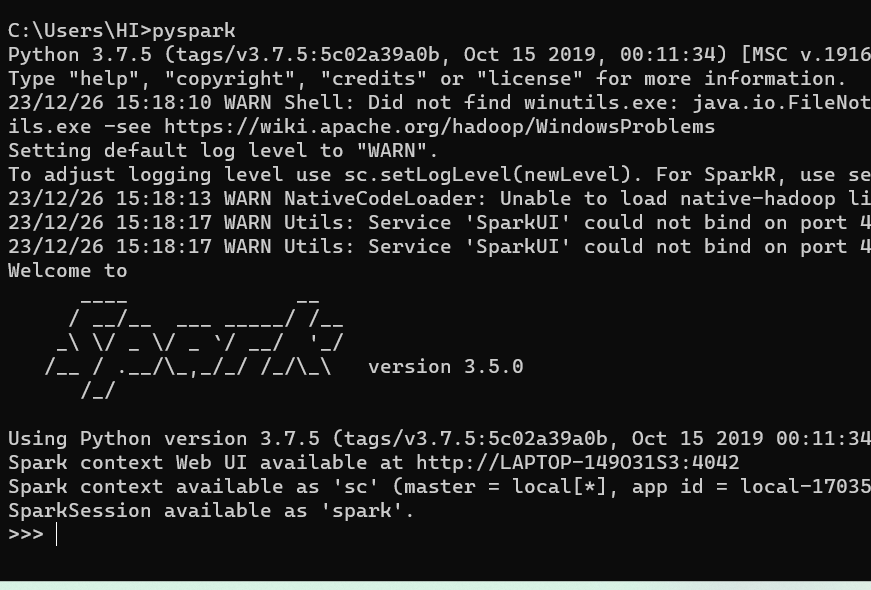 C:\Users\HI>pyspark
Python 3.7.5 (tags/v3.7.5:5c02a39a0b, Oct 15 2019, 00:11:34) [MSC v.1916
Type "help", "copyright", "credits" or "license" for more information.
23/12/26 15:18:10 WARN Shell: Did not find winutils.exe: java.io.FileNot
ils.exe -see https://wiki.apache.org/hadoop/WindowsProblems
Setting default log level to "WARN".
To adjust logging level use sc.setLogLevel(newLevel). For SparkR, use se
23/12/26 15:18:13 WARN NativeCodeLoader: Unable to load native-hadoop li
23/12/26 15:18:17 WARN Utils: Service 'SparkUI' could not bind on port 4
23/12/26 15:18:17 WARN Utils: Service 'SparkUI' could not bind on port 4
Welcome to
      ____              __
     / __/__  ___ _____/ /__
    _\ \/ _ \/ _ `/ __/  '_/
   /__ / .__/\_,_/_/ /_/\_\   version 3.5.0
      /_/
Using Python version 3.7.5 (tags/v3.7.5:5c02a39a0b, Oct 15 2019 00:11:34
Spark context Web UI available at http://LAPTOP-149O31S3:4042
Spark context available as 'sc' (master = local[*], app id = local-17035
SparkSession available as 'spark'.
>>>